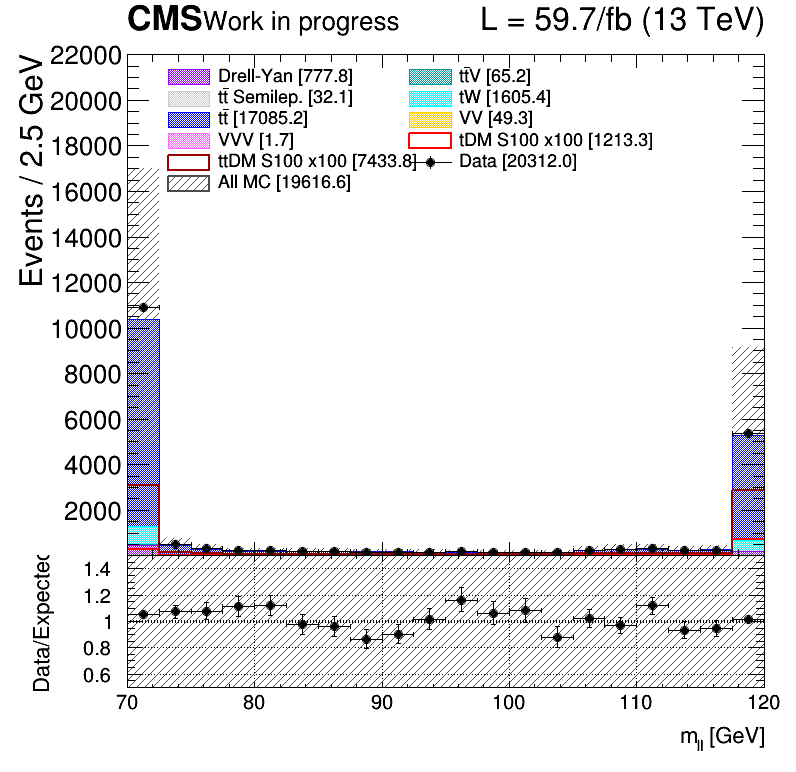 CMS Work in progress L = 59.7/fb (13 TeV)
Events / 2.5 GeV
22000
20000
18000
16000
14000
12000
10000
8000
6000
4000
2000
Drell-Yan [777.8]
tt̄V [65.2]
tt̄ Semilep. [32.1]
tW [1605.4]
tt̄ [17085.2]
VV [49.3]
VVV [1.7]
tDM S100 x100 [1213.3]
ttDM S100 x100 [7433.8]
Data [20312.0]
All MC [19616.6]
Data/Expected
1.4
1.2
1
0.8
0.6
70 80 90 100 110 120
m_ll [GeV]